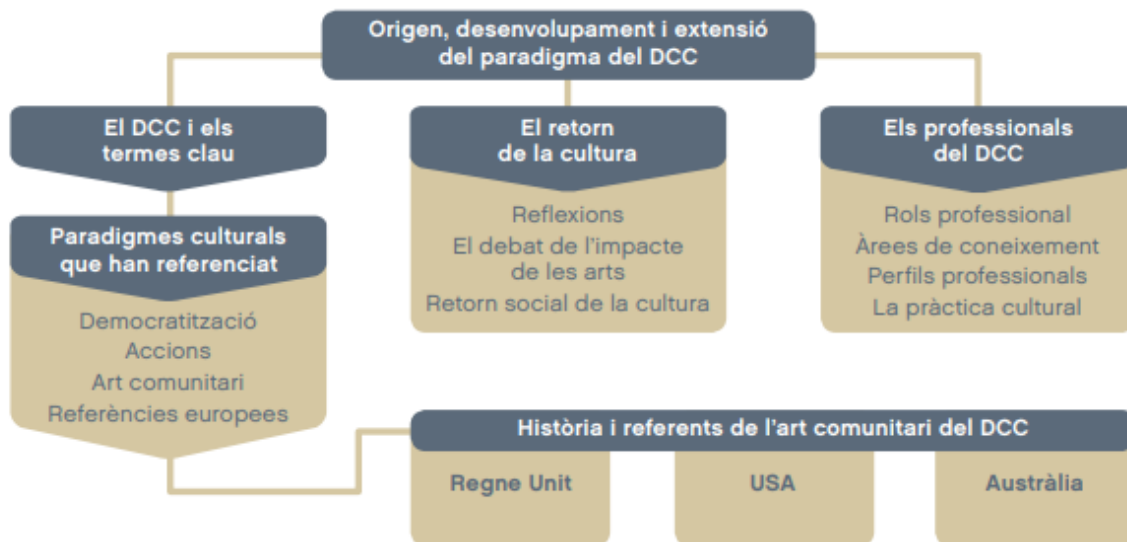 Origen, desenvolupament i extensió
del paradigma del DCC
El DCC i els
termes clau
Paradigmes culturals
que han referenciat
Democratització
Accions
Art comunitari
Referències europees
El retorn
de la cultura
Reflexions
El debat de l'impacte
de les arts
Retorn social de la cultura
Els professionals
del DCC
Rols professional
Àrees de coneixement
Perfils professionals
La pràctica cultural
Història i referents de l'art comunitari del DCC
Regne Unit
USA
Austràlia